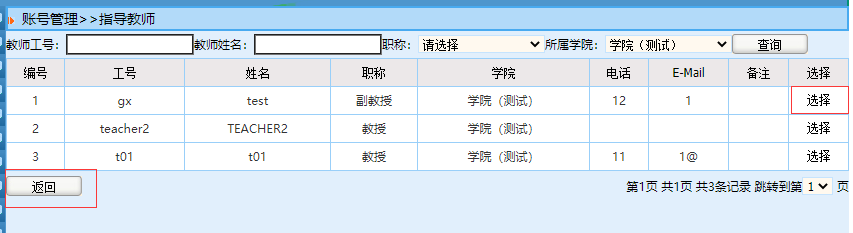 账号管理>>指导教师
教师工号： 教师姓名： 职称： 请选择 所属学院： 学院（测试） 查询
编号 工号 姓名 职称 学院 电话 E-Mail 备注 选择
1 gx test 副教授 学院（测试） 12 1 选择
2 teacher2 TEACHER2 教授 学院（测试） 选择
3 t01 t01 教授 学院（测试） 11 1@ 选择
返回 第1页 共1页 共3条记录 跳转到第 1 页